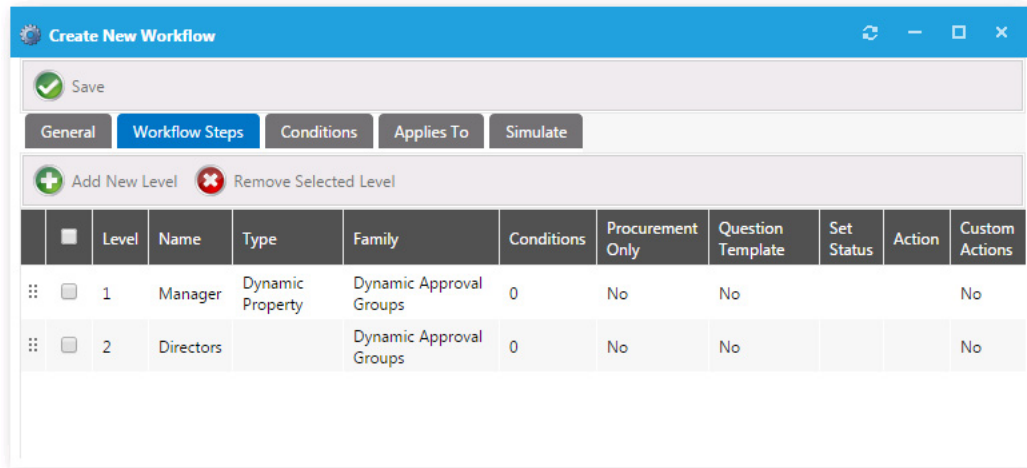 Create New Workflow
Save
General Workflow Steps Conditions Applies To Simulate
Add New Level Remove Selected Level
Level Name Type Family Conditions Procurement Only Question Template Set Status Action Custom Actions
1 Manager Dynamic Property Dynamic Approval Groups 0 No No No
2 Directors Dynamic Approval Groups 0 No No No